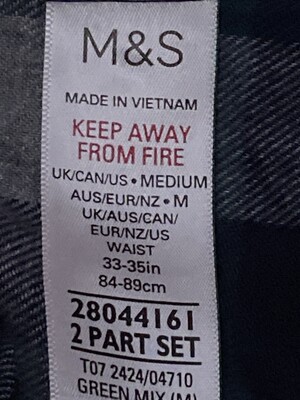 M&S
MADE IN VIETNAM
KEEP AWAY
FROM FIRE
UK/CAN/US • MEDIUM
AUS/EUR/NZ • M
UK/AUS/CAN/
EUR/NZ/US
WAIST
33-35in
84-89cm
28044161
2 PART SET
T07 2424/04710
GREEN MIX (M)